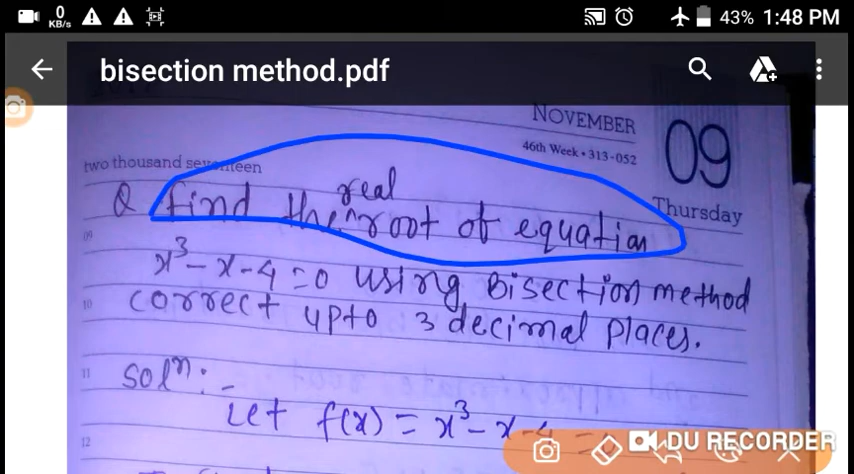 0 KB/s 43% 1:48 PM
bisection method.pdf
NOVEMBER
46th Week • 313-052
09
Thursday
two thousand seventeen
Q find the real root of equation
09
x³ - x - 4 = 0 using Bisection method
10
correct upto 3 decimal places.
11
Solⁿ: -
Let f(x) = x³ - x - 4 = 0
12
DU RECORDER